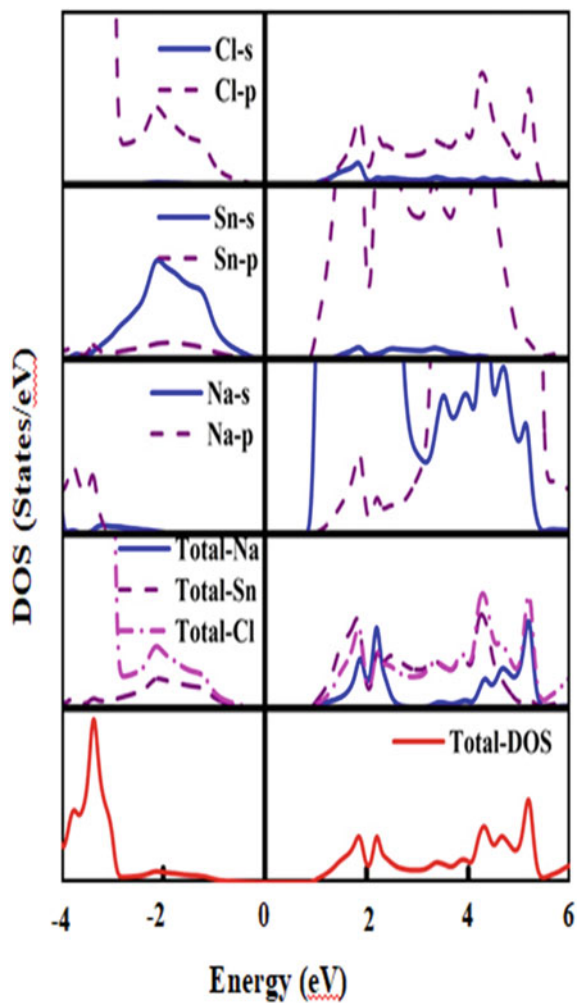 Cl-s
Cl-p
Sn-s
Sn-p
Na-s
Na-p
Total-Na
Total-Sn
Total-Cl
Total-DOS
DOS (States/eV)
-4 -2 0 2 4 6
Energy (eV)